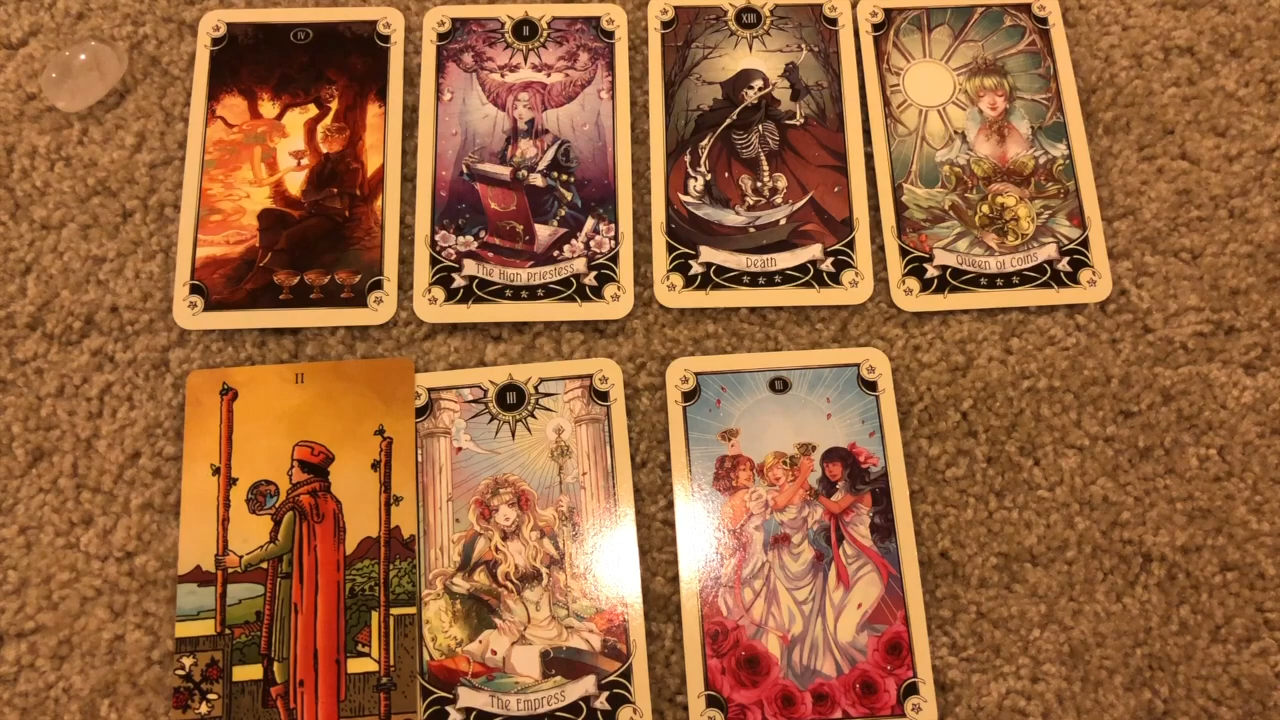 IV
II
XIII
The High Priestess
Death
Queen of Coins
II
III
III
The Empress